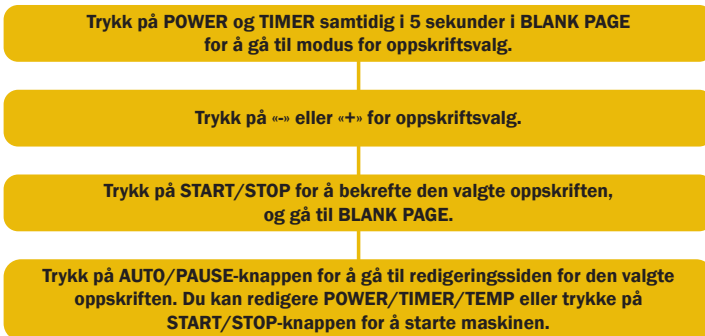 Trykk på POWER og TIMER samtidig i 5 sekunder i BLANK PAGE
for å gå til modus for oppskriftsvalg.
Trykk på «-» eller «+» for oppskriftsvalg.
Trykk på START/STOP for å bekrefte den valgte oppskriften,
og gå til BLANK PAGE.
Trykk på AUTO/PAUSE-knappen for å gå til redigeringssiden for den valgte
oppskriften. Du kan redigere POWER/TIMER/TEMP eller trykke på
START/STOP-knappen for å starte maskinen.